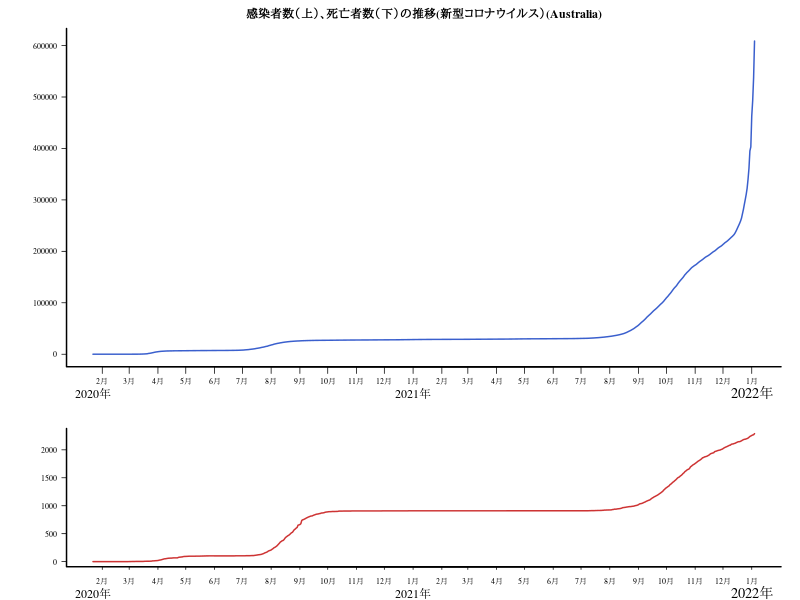 感染者数(上)、死亡者数(下)の推移(新型コロナウイルス)(Australia)
600000
500000
400000
300000
200000
100000
0
2月 3月 4月 5月 6月 7月 8月 9月 10月 11月 12月 1月 2月 3月 4月 5月 6月 7月 8月 9月 10月 11月 12月 1月
2020年 2021年 2022年
2000
1500
1000
500
0
2月 3月 4月 5月 6月 7月 8月 9月 10月 11月 12月 1月 2月 3月 4月 5月 6月 7月 8月 9月 10月 11月 12月 1月
2020年 2021年 2022年